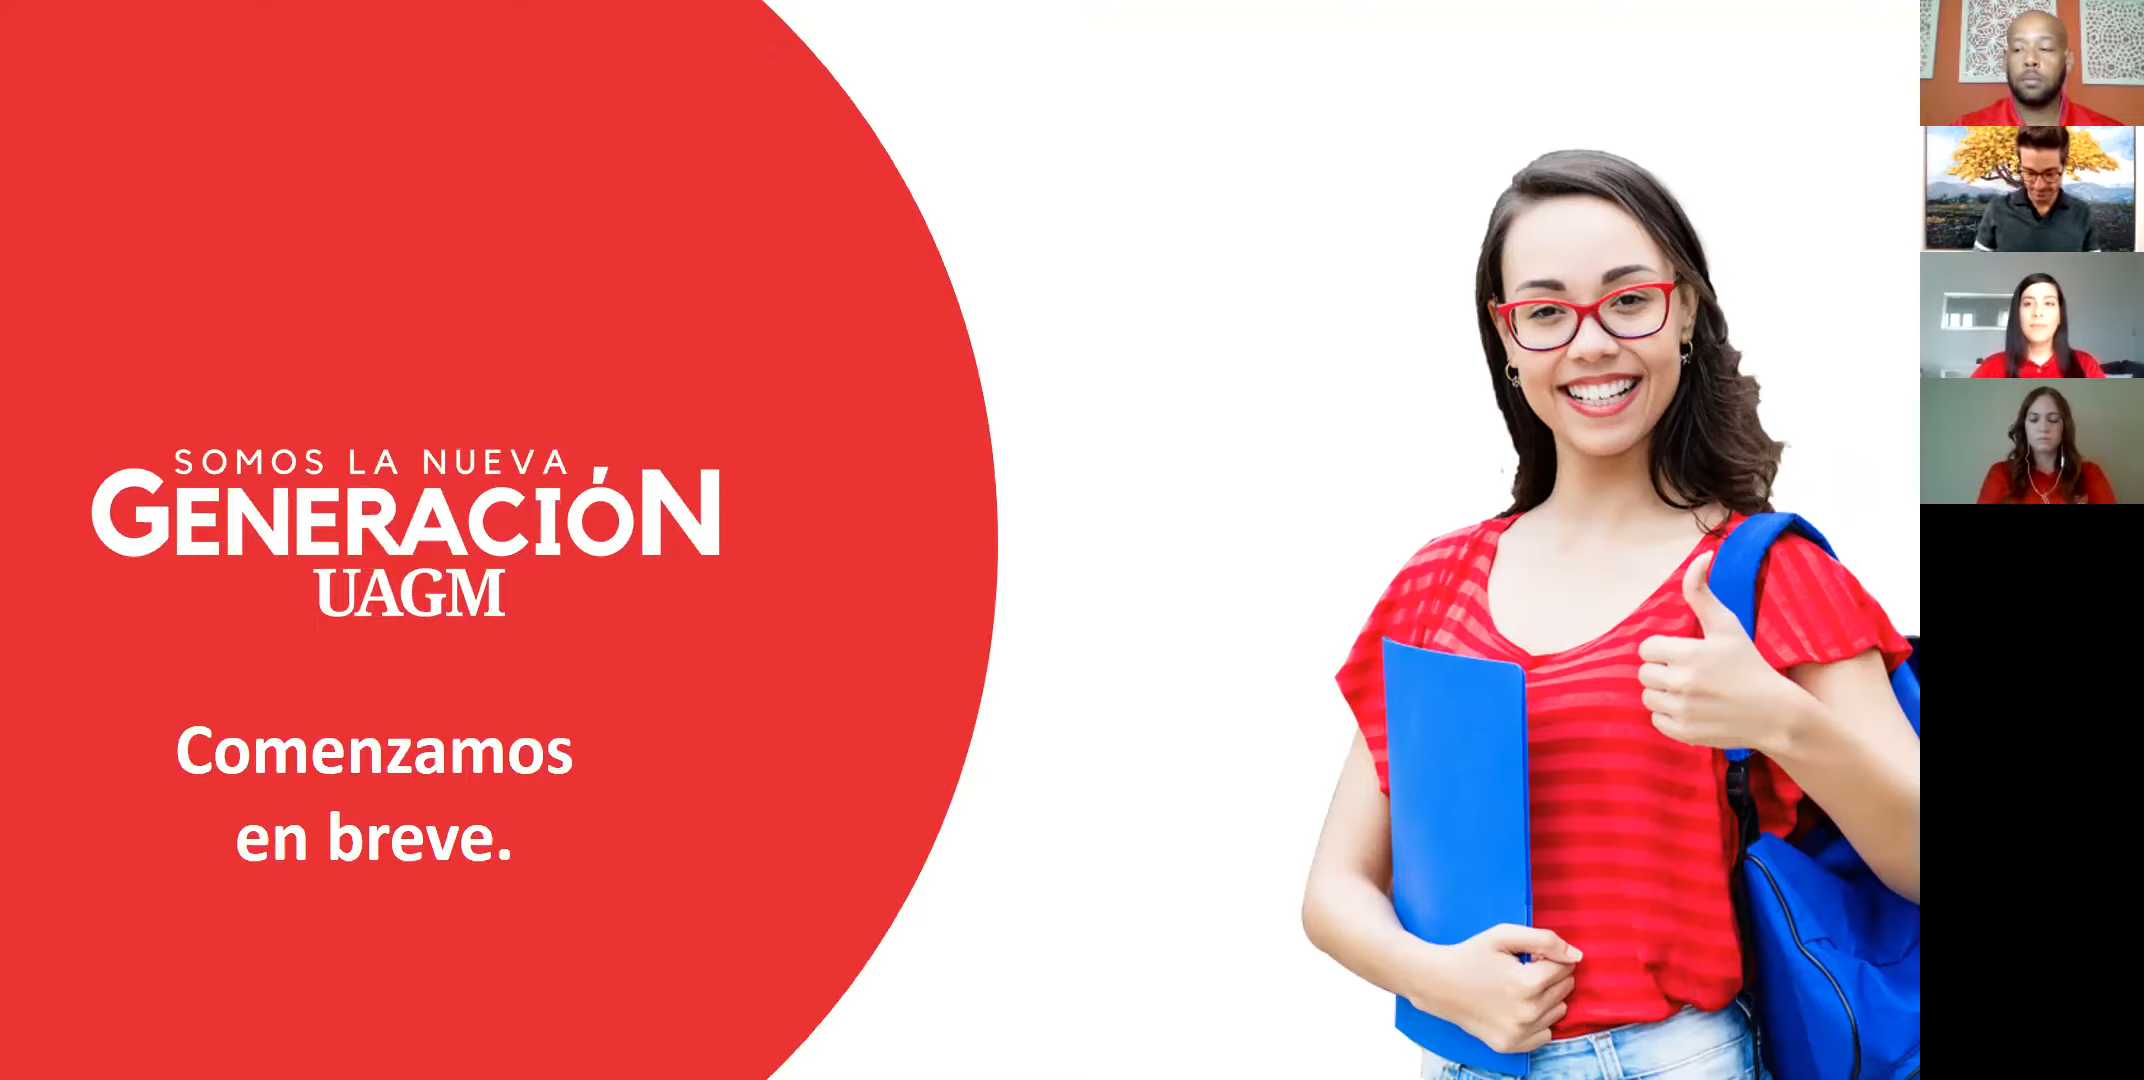 SOMOS LA NUEVA
GENERACIÓN
UAGM
Comenzamos
en breve.